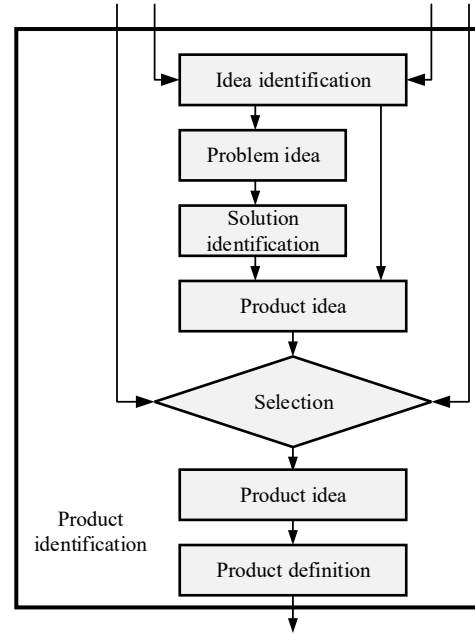 Idea identification
Problem idea
Solution
identification
Product idea
Selection
Product idea
Product
identification
Product definition